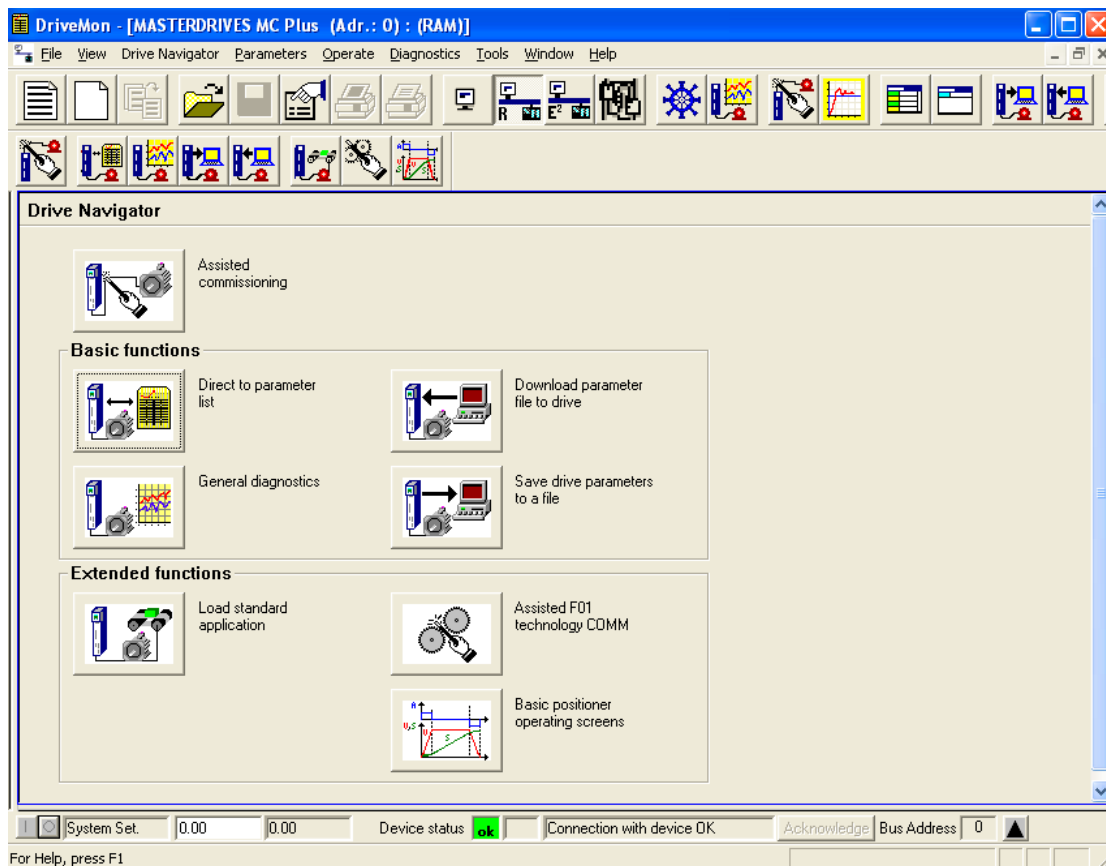 DriveMon - [MASTERDRIVES MC Plus (Adr.: 0) : (RAM)]
File View Drive Navigator Parameters Operate Diagnostics Tools Window Help
R E²
Drive Navigator
Assisted
commissioning
Basic functions
Direct to parameter
list
Download parameter
file to drive
General diagnostics
Save drive parameters
to a file
Extended functions
Load standard
application
Assisted F01
technology COMM
A
U,S U S
Basic positioner
operating screens
System Set. 0.00 0.00 Device status ok Connection with device OK Acknowledge Bus Address 0
For Help, press F1